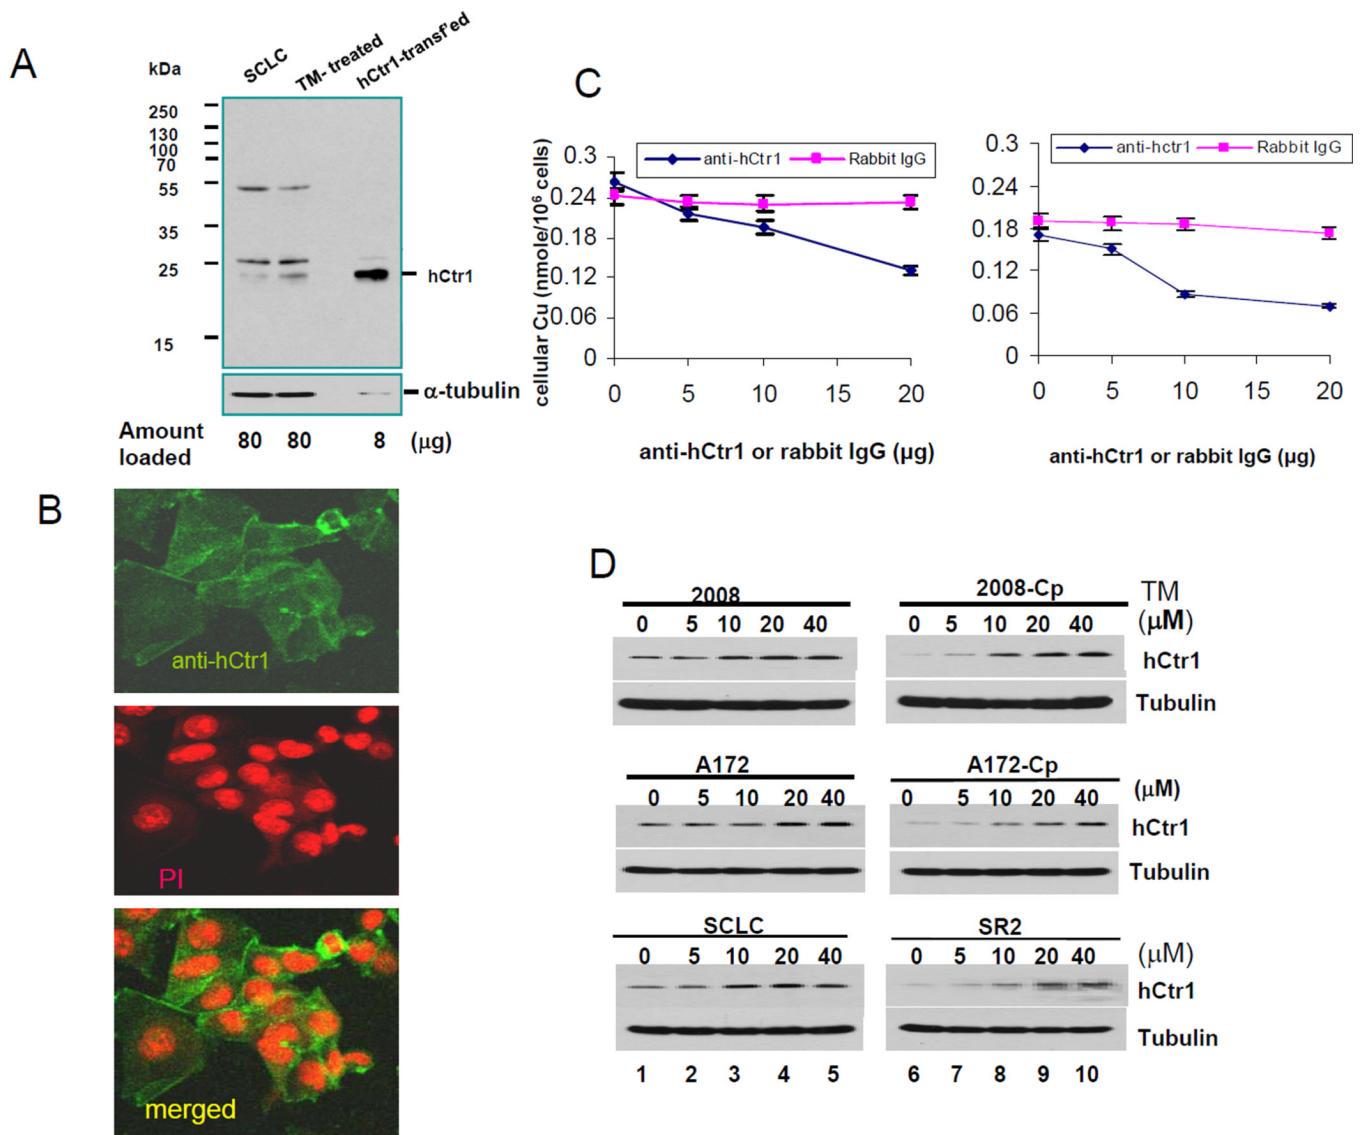 A
kDa
SCLC
TM- treated
hCtr1-transf'ed
250
130
100
70
55
35
25
15
hCtr1
α-tubulin
Amount
loaded
80 80 8 (μg)
B
anti-hCtr1
PI
merged
C
cellular Cu (nmole/10⁶ cells)
anti-hCtr1 Rabbit IgG
0.3
0.24
0.18
0.12
0.06
0
0 5 10 20
anti-hCtr1 or rabbit IgG (μg)
anti-hctr1 Rabbit IgG
0.3
0.24
0.18
0.12
0.06
0
0 5 10 20
anti-hCtr1 or rabbit IgG (μg)
D
2008 2008-Cp TM
0 5 10 20 40 0 5 10 20 40 (μM)
hCtr1
Tubulin
A172 A172-Cp
0 5 10 20 40 0 5 10 20 40 (μM)
hCtr1
Tubulin
SCLC SR2
0 5 10 20 40 0 5 10 20 40 (μM)
hCtr1
Tubulin
1 2 3 4 5 6 7 8 9 10